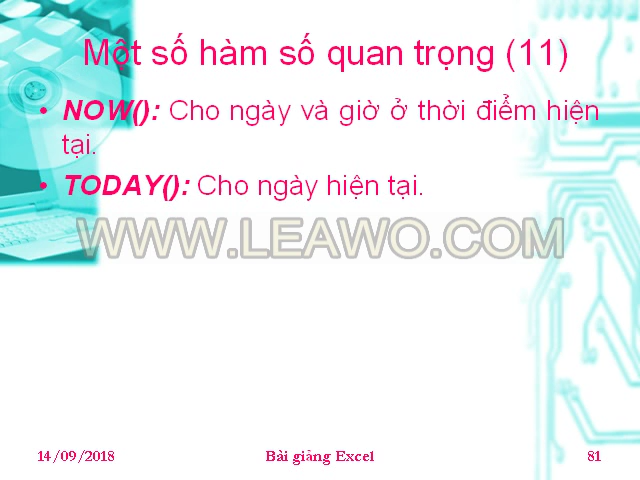 Một số hàm số quan trọng (11)
• NOW(): Cho ngày và giờ ở thời điểm hiện
tại.
• TODAY(): Cho ngày hiện tại.
WWW.LEAWO.COM
14/09/2018 Bài giảng Excel 81